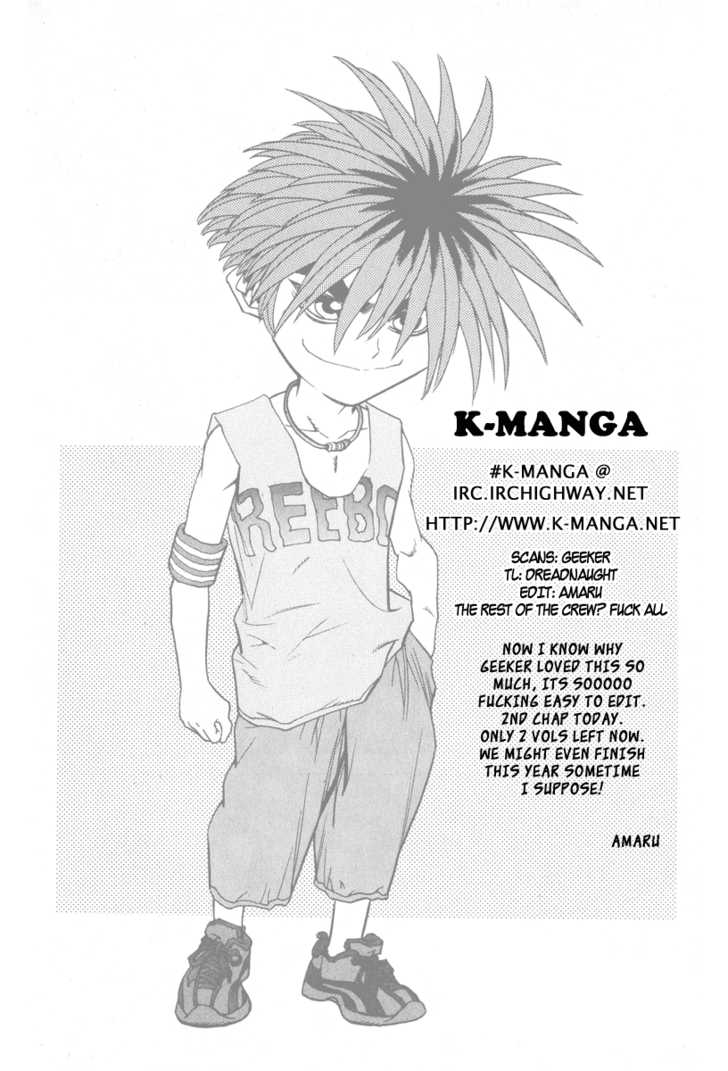 K-MANGA
#K-MANGA @
IRC.IRCHIGHWAY.NET
HTTP://WWW.K-MANGA.NET
SCANS: GEEKER
TL: DREADNAUGHT
EDIT: AMARU
THE REST OF THE CREW? FUCK ALL
REEBO
NOW I KNOW WHY
GEEKER LOVED THIS SO
MUCH, ITS SOOOOO
FUCKING EASY TO EDIT.
2ND CHAP TODAY.
ONLY 2 VOLS LEFT NOW.
WE MIGHT EVEN FINISH
THIS YEAR SOMETIME
I SUPPOSE!
AMARU